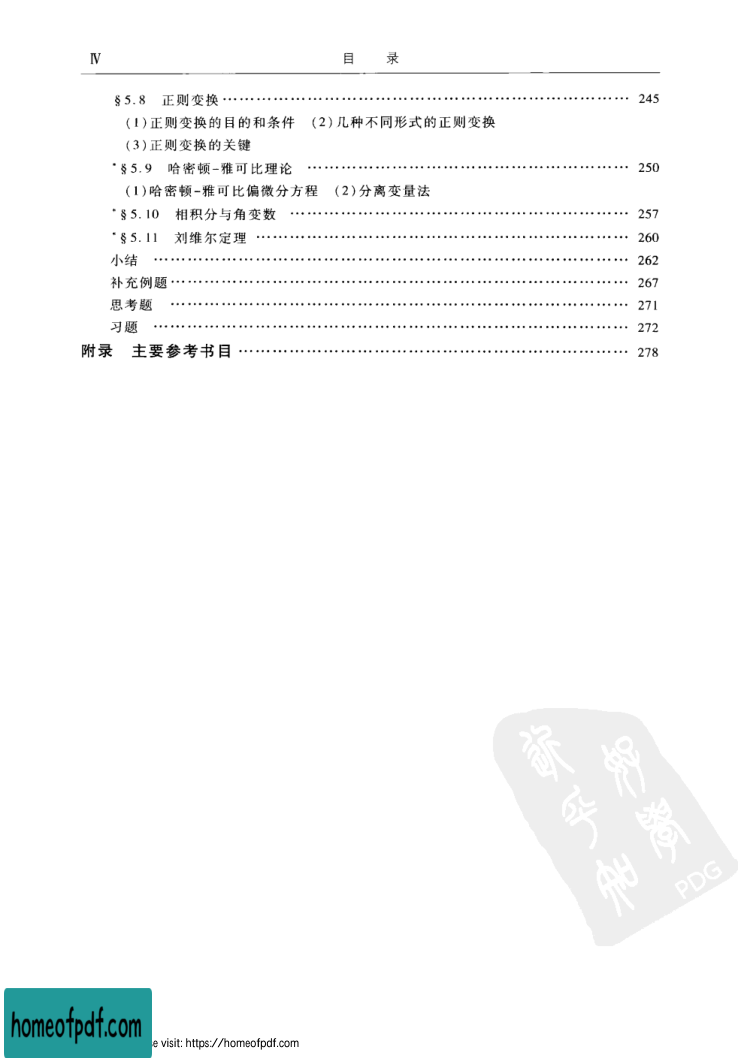 Ⅳ 目 录
§5.8 正则变换 …… 245
(1)正则变换的目的和条件 (2)几种不同形式的正则变换
(3)正则变换的关键
*§5.9 哈密顿-雅可比理论 …… 250
(1)哈密顿-雅可比偏微分方程 (2)分离变量法
*§5.10 相积分与角变数 …… 257
*§5.11 刘维尔定理 …… 260
小结 …… 262
补充例题 …… 267
思考题 …… 271
习题 …… 272
附录 主要参考书目 …… 278
PDG
homeofpdf.com
e visit: https://homeofpdf.com